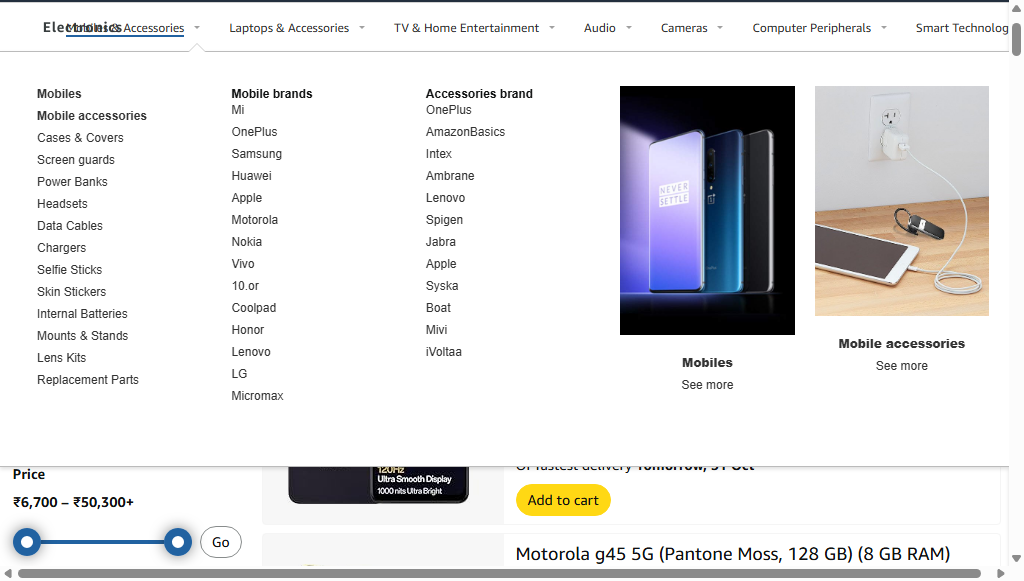 Electronics
Mobiles & Accessories
Laptops & Accessories
TV & Home Entertainment
Audio
Cameras
Computer Peripherals
Smart Technolog
Mobiles
Mobile accessories
Cases & Covers
Screen guards
Power Banks
Headsets
Data Cables
Chargers
Selfie Sticks
Skin Stickers
Internal Batteries
Mounts & Stands
Lens Kits
Replacement Parts
Mobile brands
Mi
OnePlus
Samsung
Huawei
Apple
Motorola
Nokia
Vivo
10.or
Coolpad
Honor
Lenovo
LG
Micromax
Accessories brand
OnePlus
AmazonBasics
Intex
Ambrane
Lenovo
Spigen
Jabra
Apple
Syska
Boat
Mivi
iVoltaa
NEVER
SETTLE
Mobiles
See more
Mobile accessories
See more
Price
₹6,700 – ₹50,300+
Go
120Hz
Ultra Smooth Display
1000 nits Ultra Bright
Or fastest delivery Tomorrow, 31 Oct
Add to cart
Motorola g45 5G (Pantone Moss, 128 GB) (8 GB RAM)